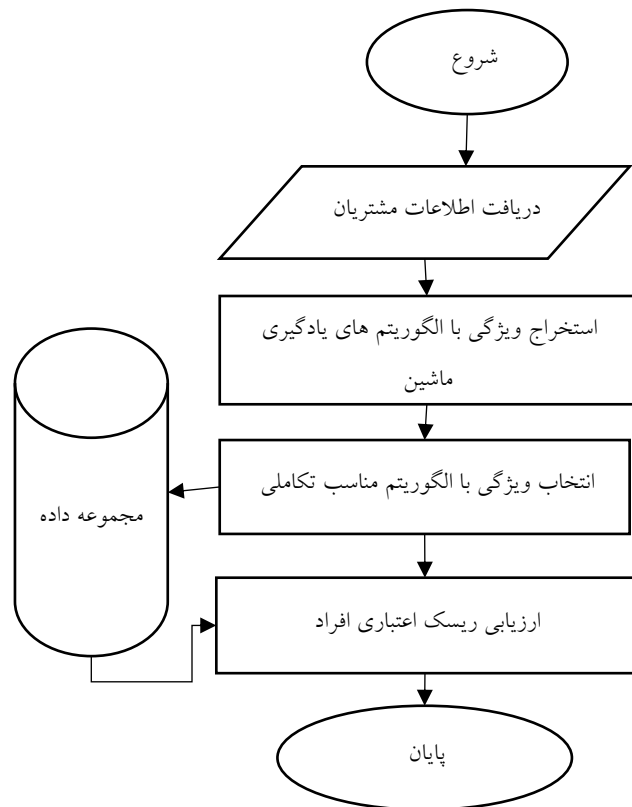 شروع
دریافت اطلاعات مشتریان
استخراج ویژگی با الگوریتم های یادگیری
ماشین
انتخاب ویژگی با الگوریتم مناسب تکاملی
مجموعه داده
ارزیابی ریسک اعتباری افراد
پایان